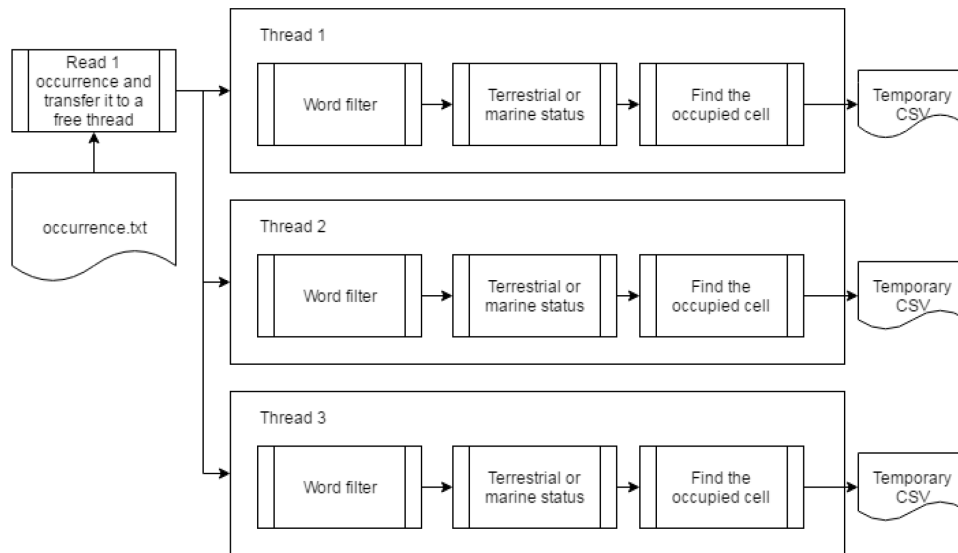 Read 1
occurrence and
transfer it to a
free thread
occurrence.txt
Thread 1
Word filter
Terrestrial or
marine status
Find the
occupied cell
Temporary
CSV
Thread 2
Word filter
Terrestrial or
marine status
Find the
occupied cell
Temporary
CSV
Thread 3
Word filter
Terrestrial or
marine status
Find the
occupied cell
Temporary
CSV